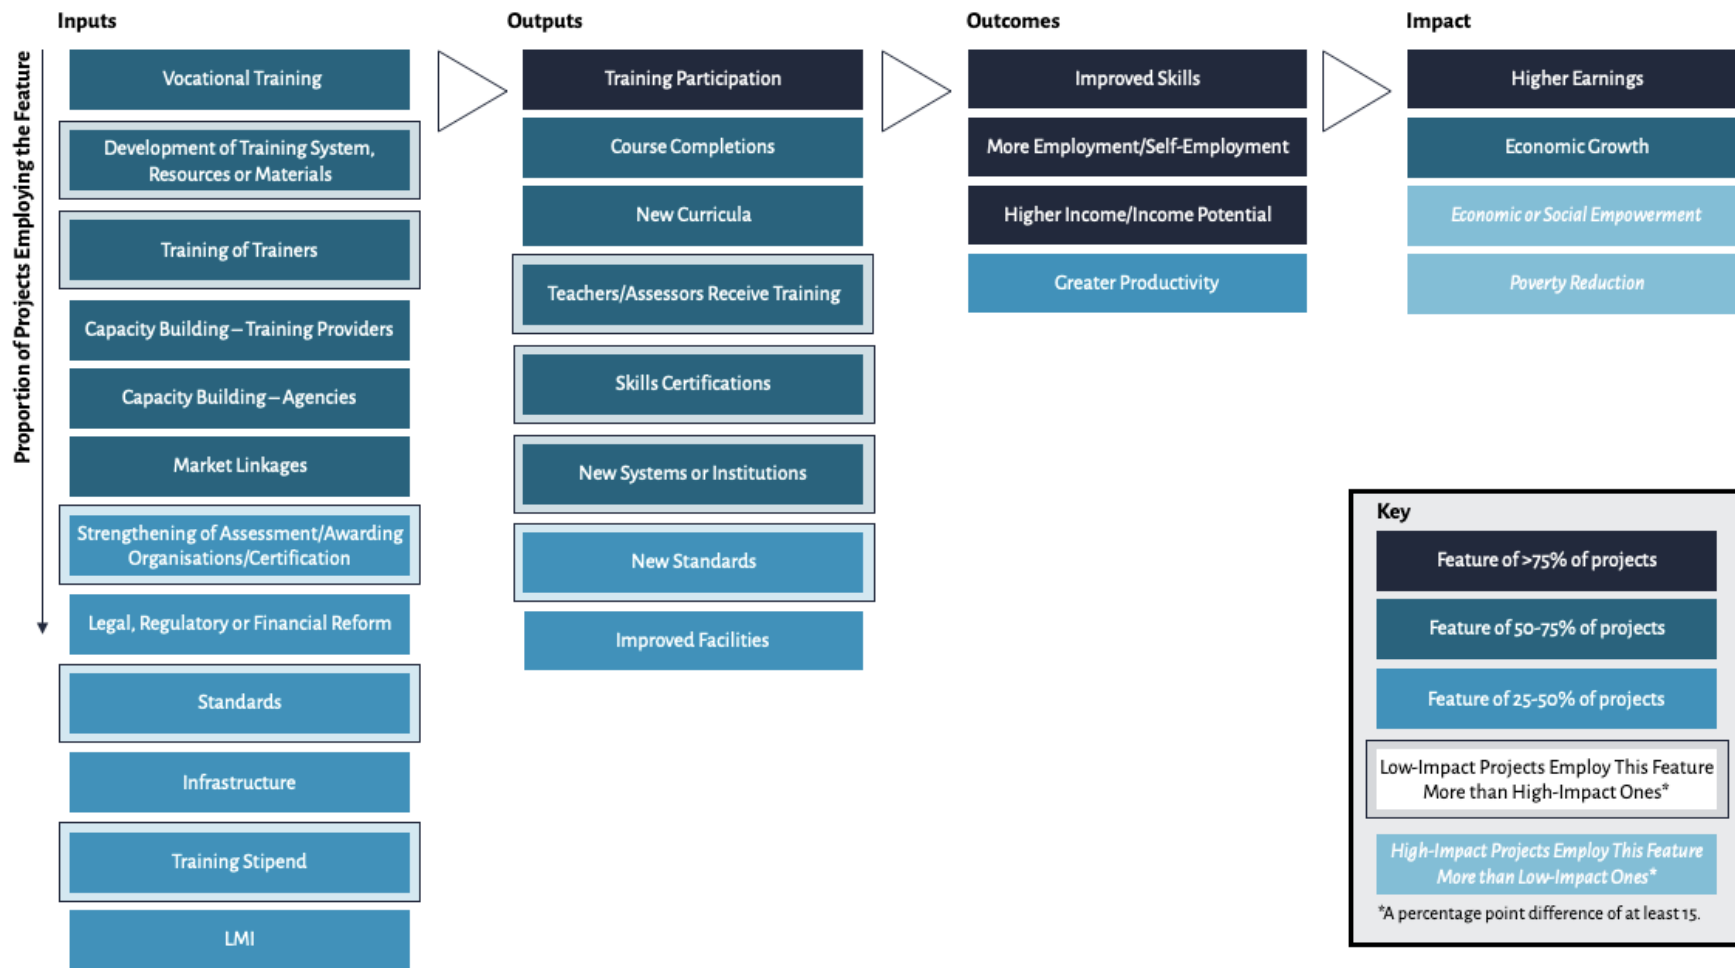 Proportion of Projects Employing the Feature
Inputs
Vocational Training
Development of Training System,
Resources or Materials
Training of Trainers
Capacity Building – Training Providers
Capacity Building – Agencies
Market Linkages
Strengthening of Assessment/Awarding
Organisations/Certification
Legal, Regulatory or Financial Reform
Standards
Infrastructure
Training Stipend
LMI
Outputs
Training Participation
Course Completions
New Curricula
Teachers/Assessors Receive Training
Skills Certifications
New Systems or Institutions
New Standards
Improved Facilities
Outcomes
Improved Skills
More Employment/Self-Employment
Higher Income/Income Potential
Greater Productivity
Impact
Higher Earnings
Economic Growth
Economic or Social Empowerment
Poverty Reduction
Key
Feature of >75% of projects
Feature of 50-75% of projects
Feature of 25-50% of projects
Low-Impact Projects Employ This Feature
More than High-Impact Ones*
High-Impact Projects Employ This Feature
More than Low-Impact Ones*
*A percentage point difference of at least 15.